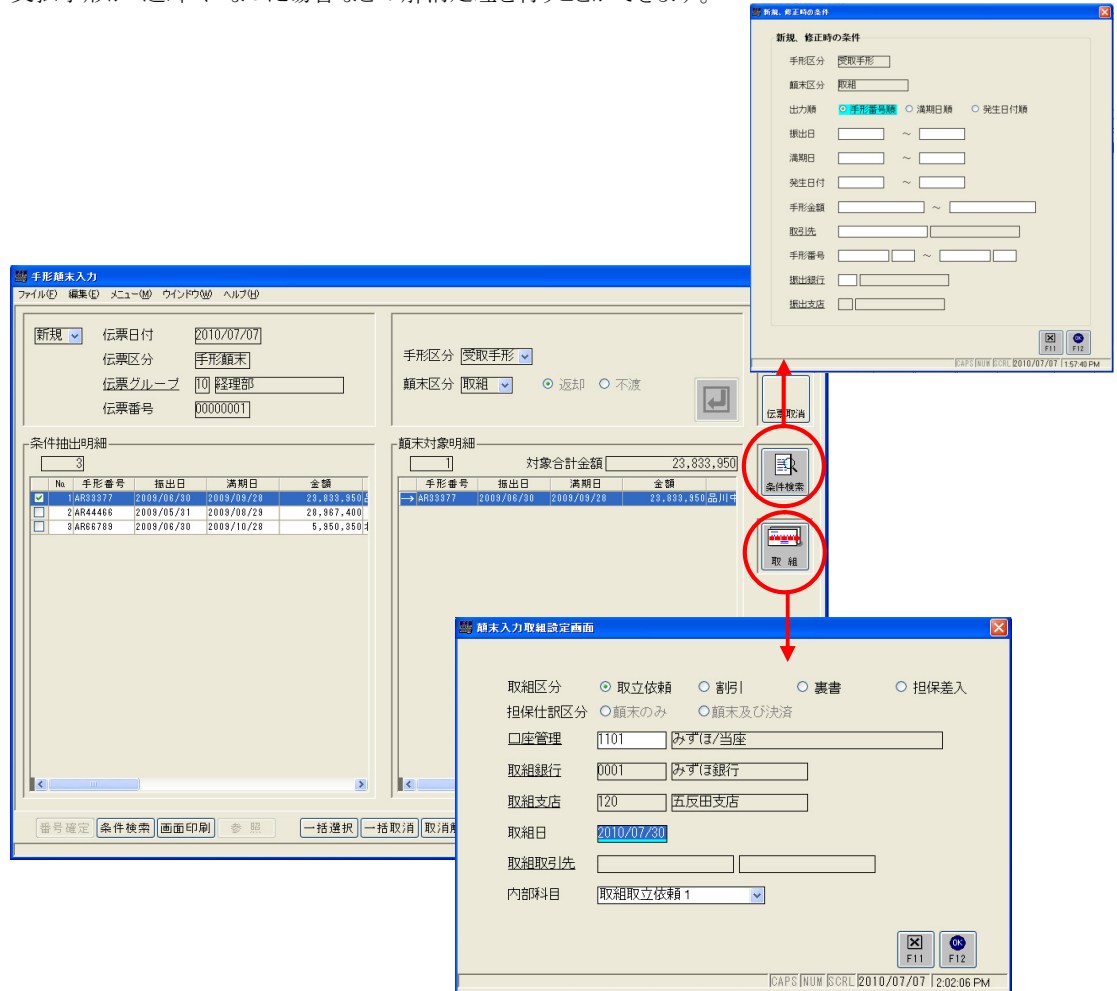 新規、修正時の条件
新規、修正時の条件
手形区分 受取手形
顛末区分 取組
出力順 手形番号順 満期日順 発生日付順
振出日 ～
満期日 ～
発生日付 ～
手形金額 ～
取引先
手形番号 ～
振出銀行
振出支店
F11 OK F12
CAPS NUM SCRL 2010/07/07 1:57:40 PM
手形顛末入力
ファイル(F) 編集(E) メニュー(M) ウインドウ(W) ヘルプ(H)
新規 伝票日付 2010/07/07
伝票区分 手形顛末
伝票グループ 10 経理部
伝票番号 00000001
手形区分 受取手形
顛末区分 取組 返却 不渡
伝票取消
条件抽出明細
3
No. 手形番号 振出日 満期日 金額
1 AR33377 2009/06/30 2009/09/28 23,833,950
2 AR44466 2009/05/31 2009/08/29 28,967,400
3 AR66789 2009/06/30 2009/10/28 5,950,350
顛末対象明細
1 対象合計金額 23,833,950
手形番号 振出日 満期日 金額
→ AR33377 2009/06/30 2009/09/28 23,833,950 品川
条件検索
取組
番号確定 条件検索 画面印刷 参照 一括選択 一括取消
顛末入力取組設定画面
取組区分 取立依頼 割引 裏書 担保差入
担保仕訳区分 顛末のみ 顛末及び決済
口座管理 1101 みずほ/当座
取組銀行 0001 みずほ銀行
取組支店 120 五反田支店
取組日 2010/07/30
取組取引先
内部科目 取組取立依頼1
F11 OK F12
CAPS NUM SCRL 2010/07/07 2:02:06 PM